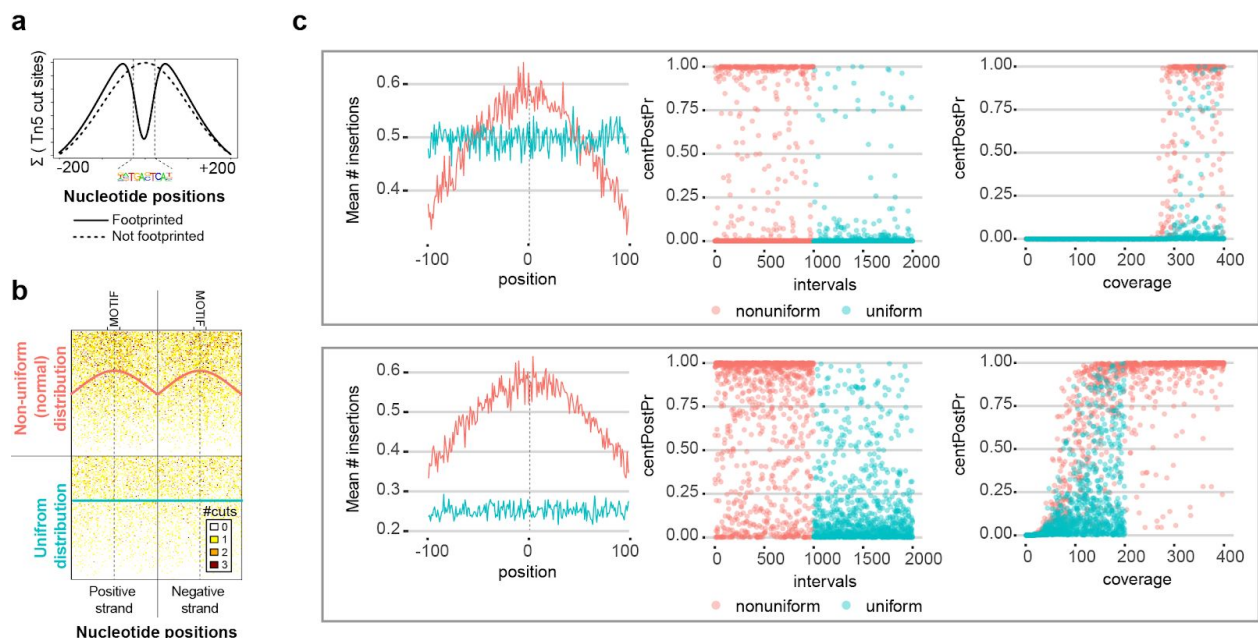 a
Σ ( Tn5 cut sites)
-200
+200
TGASTCA
Nucleotide positions
Footprinted
Not footprinted
b
MOTIF
MOTIF
Non-uniform
(normal)
distribution
Unifrom
distribution
#cuts
0
1
2
3
Positive
strand
Negative
strand
Nucleotide positions
c
Mean # insertions
0.6
0.5
0.4
-100
0
100
position
centPostPr
1.00
0.75
0.50
0.25
0.00
0
500
1000
1500
2000
intervals
nonuniform
uniform
centPostPr
1.00
0.75
0.50
0.25
0.00
0
100
200
300
400
coverage
Mean # insertions
0.6
0.5
0.4
0.3
0.2
-100
0
100
position
centPostPr
1.00
0.75
0.50
0.25
0.00
0
500
1000
1500
2000
intervals
nonuniform
uniform
centPostPr
1.00
0.75
0.50
0.25
0.00
0
100
200
300
400
coverage